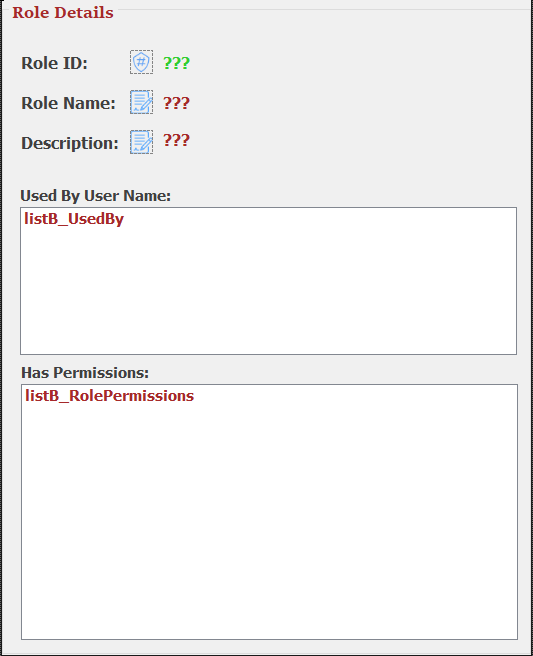 Role Details
Role ID: # ???
Role Name: ???
Description: ???
Used By User Name:
listB_UsedBy
Has Permissions:
listB_RolePermissions